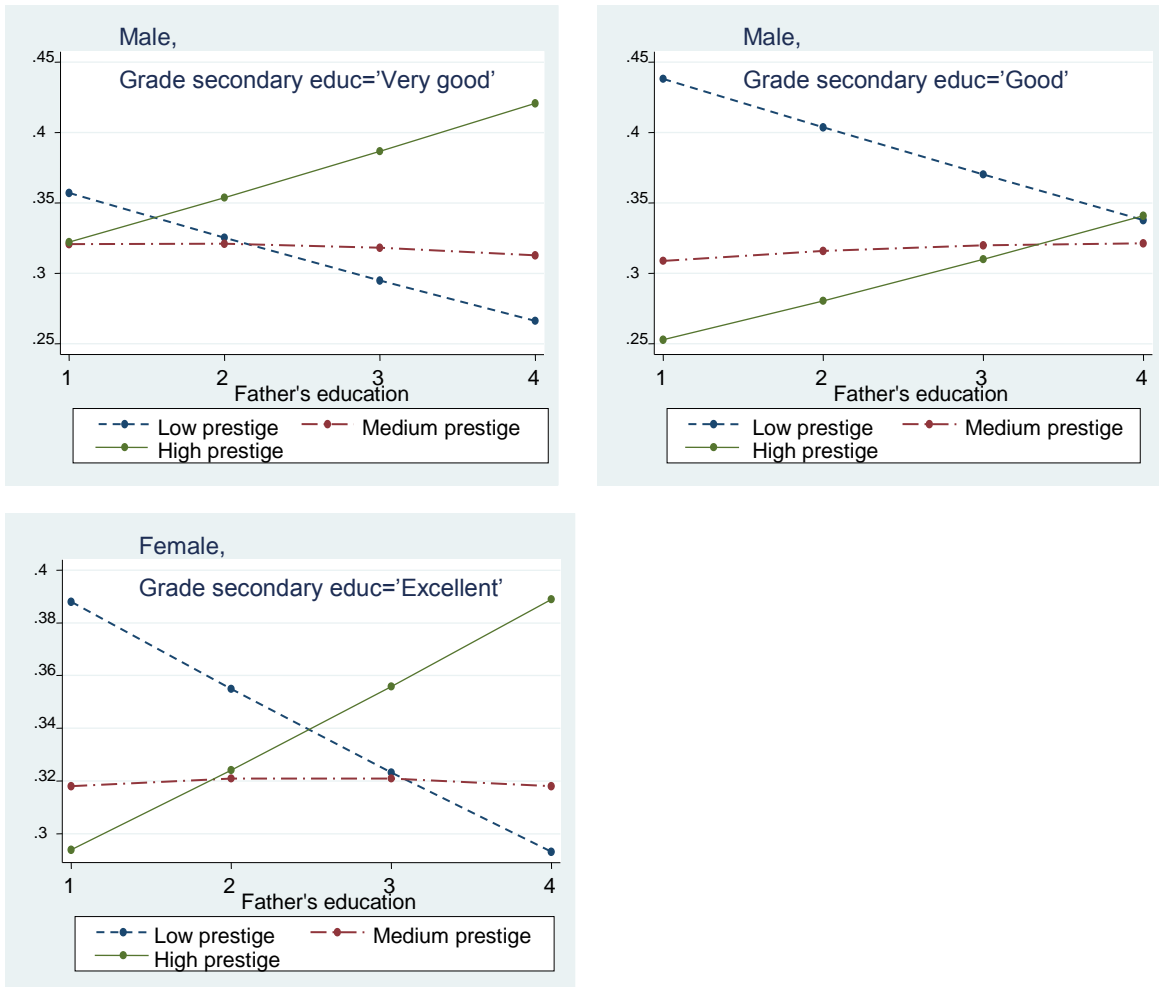 Male,
Grade secondary educ=’Very good’
.45
.4
.35
.3
.25
1 2 3 4
Father's education
Low prestige Medium prestige
High prestige
Male,
Grade secondary educ=’Good’
.45
.4
.35
.3
.25
1 2 3 4
Father's education
Low prestige Medium prestige
High prestige
Female,
Grade secondary educ=’Excellent’
.4
.38
.36
.34
.32
.3
1 2 3 4
Father's education
Low prestige Medium prestige
High prestige